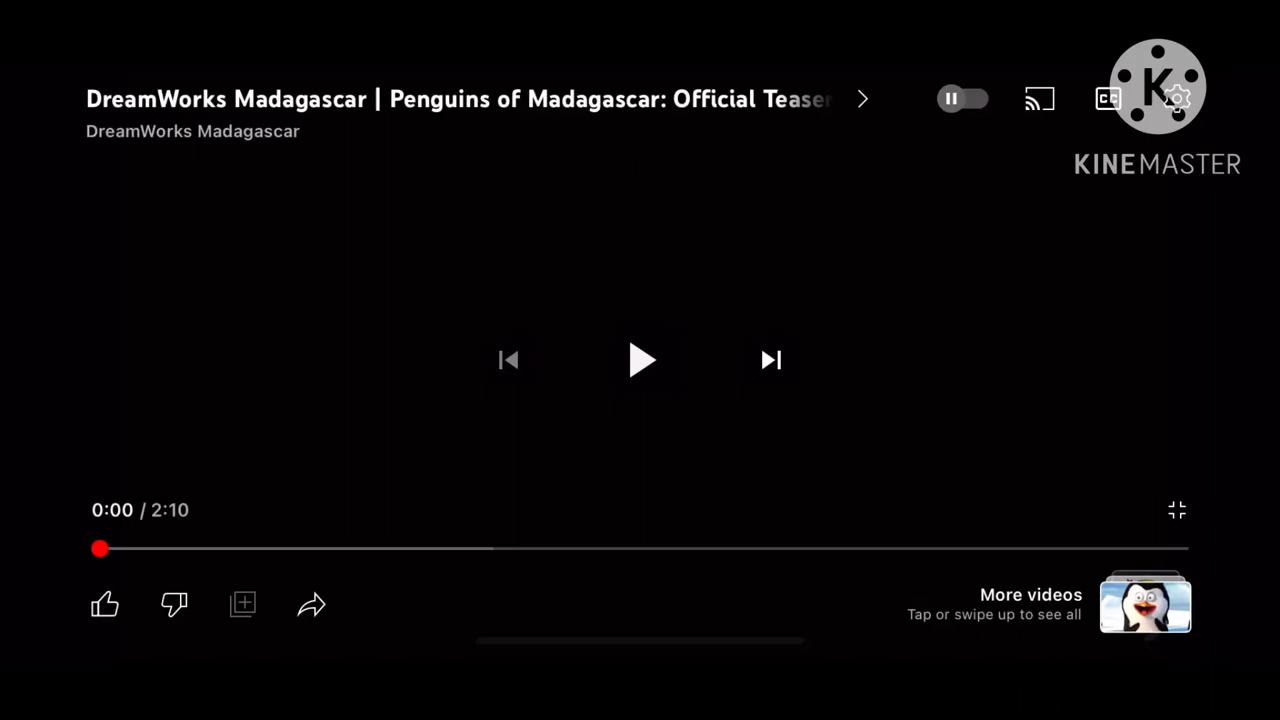 DreamWorks Madagascar | Penguins of Madagascar: Official Teaser
DreamWorks Madagascar
CC
K
KINEMASTER
0:00 / 2:10
More videos
Tap or swipe up to see all